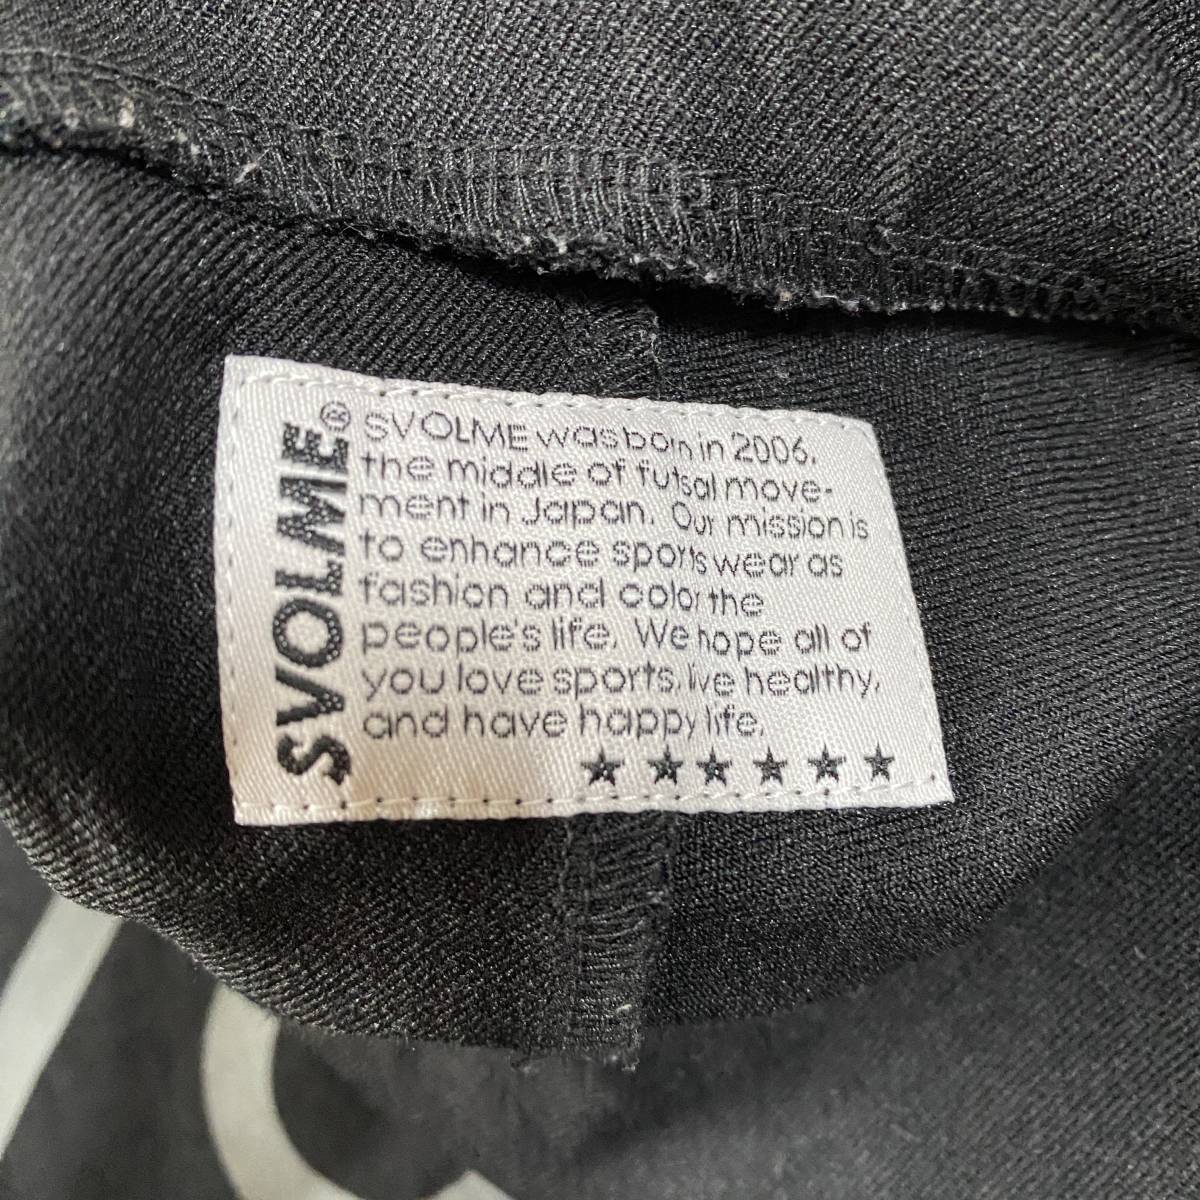 SVOLME®
SVOLME was born in 2006,
the middle of futsal move-
ment in Japan. Our mission is
to enhance sports wear as
fashion and color the
people's life. We hope all of
you love sports, live healthy,
and have happy life.
★ ★ ★ ★ ★ ★